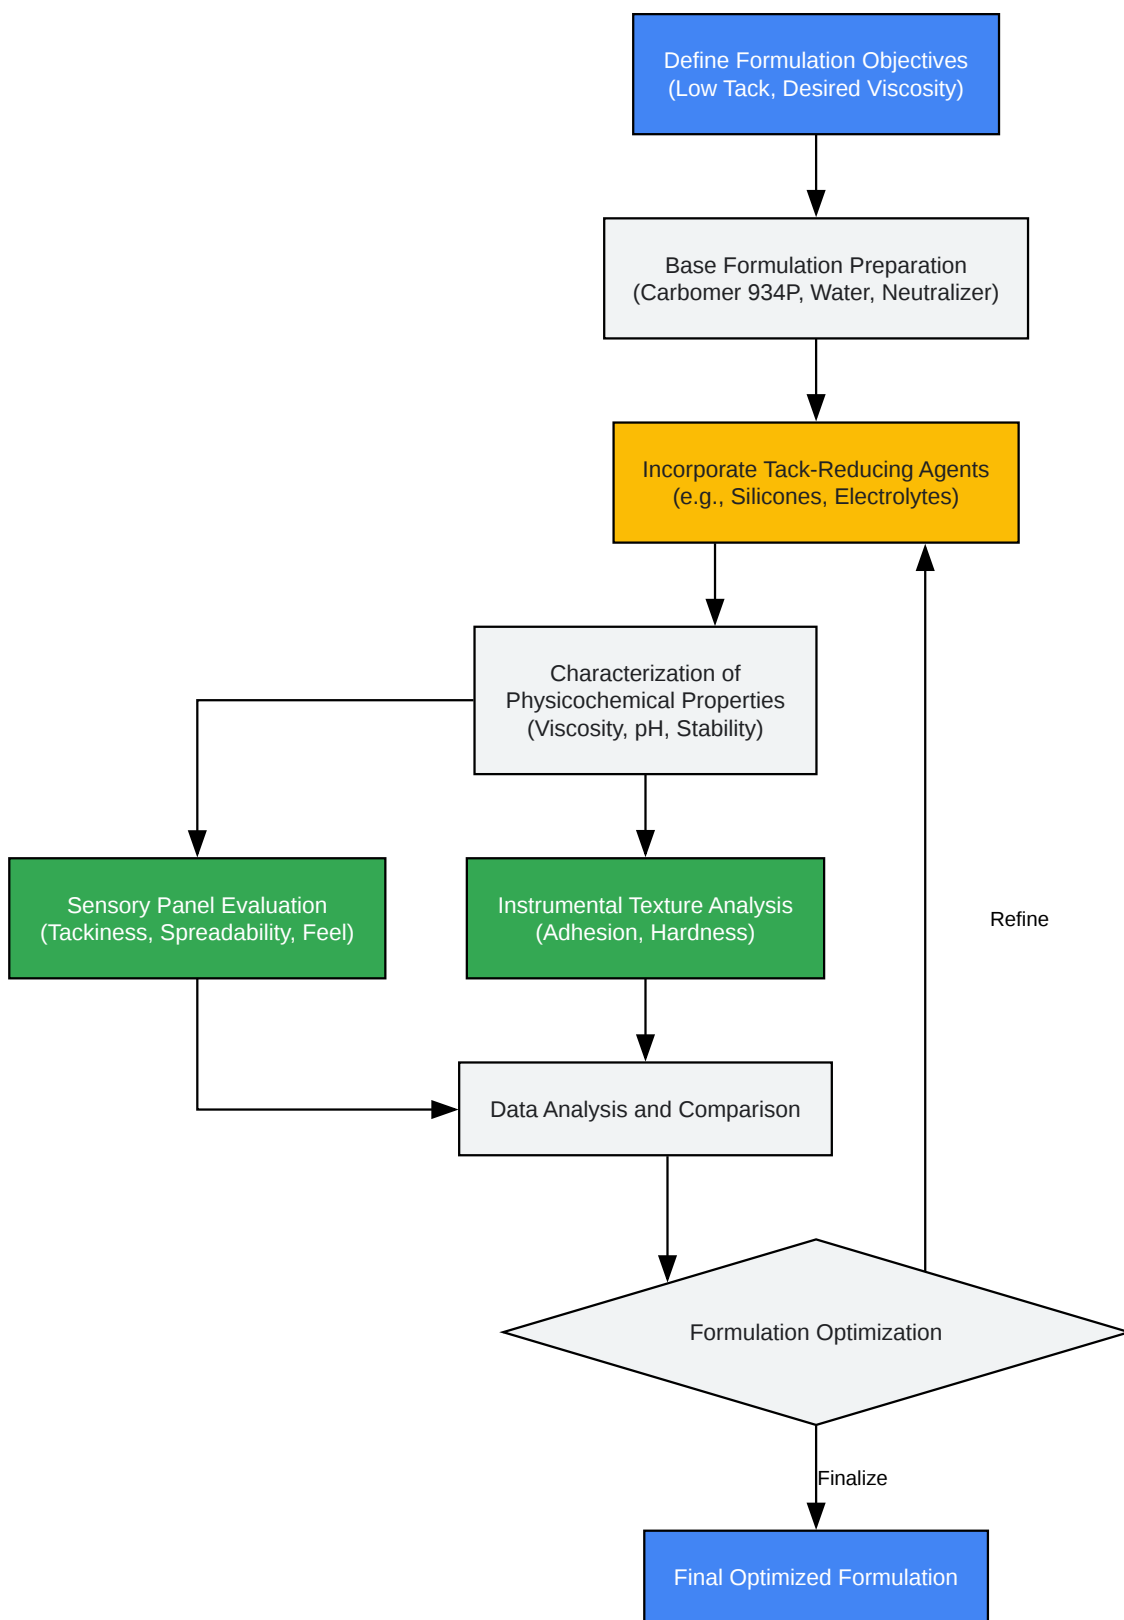 Define Formulation Objectives
(Low Tack, Desired Viscosity)
Base Formulation Preparation
(Carbomer 934P, Water, Neutralizer)
Incorporate Tack-Reducing Agents
(e.g., Silicones, Electrolytes)
Characterization of
Physicochemical Properties
(Viscosity, pH, Stability)
Sensory Panel Evaluation
(Tackiness, Spreadability, Feel)
Instrumental Texture Analysis
(Adhesion, Hardness)
Refine
Data Analysis and Comparison
Formulation Optimization
Finalize
Final Optimized Formulation